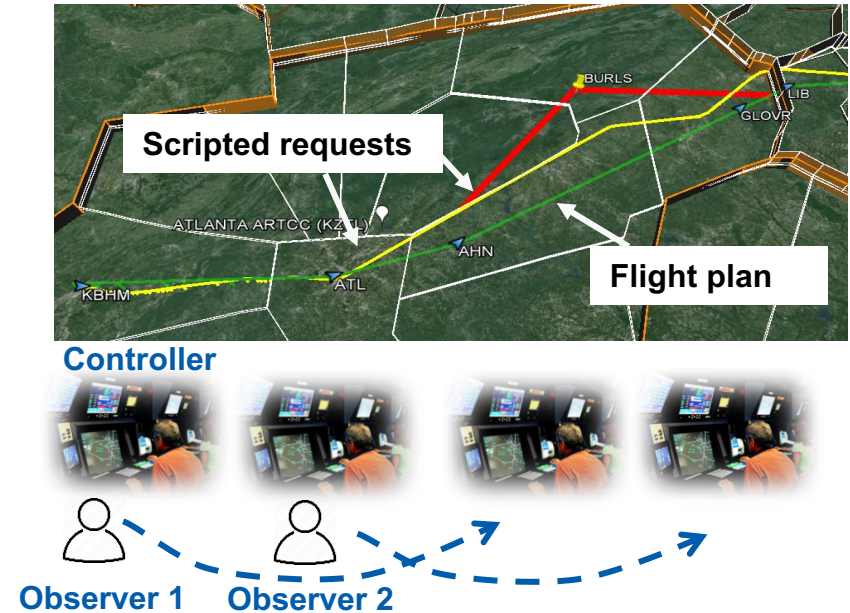 BURLS
LIB
GLOVR
Scripted requests
ATLANTA ARTCC (KZTL)
AHN
Flight plan
ATL
KBHM
Controller
Observer 1
Observer 2